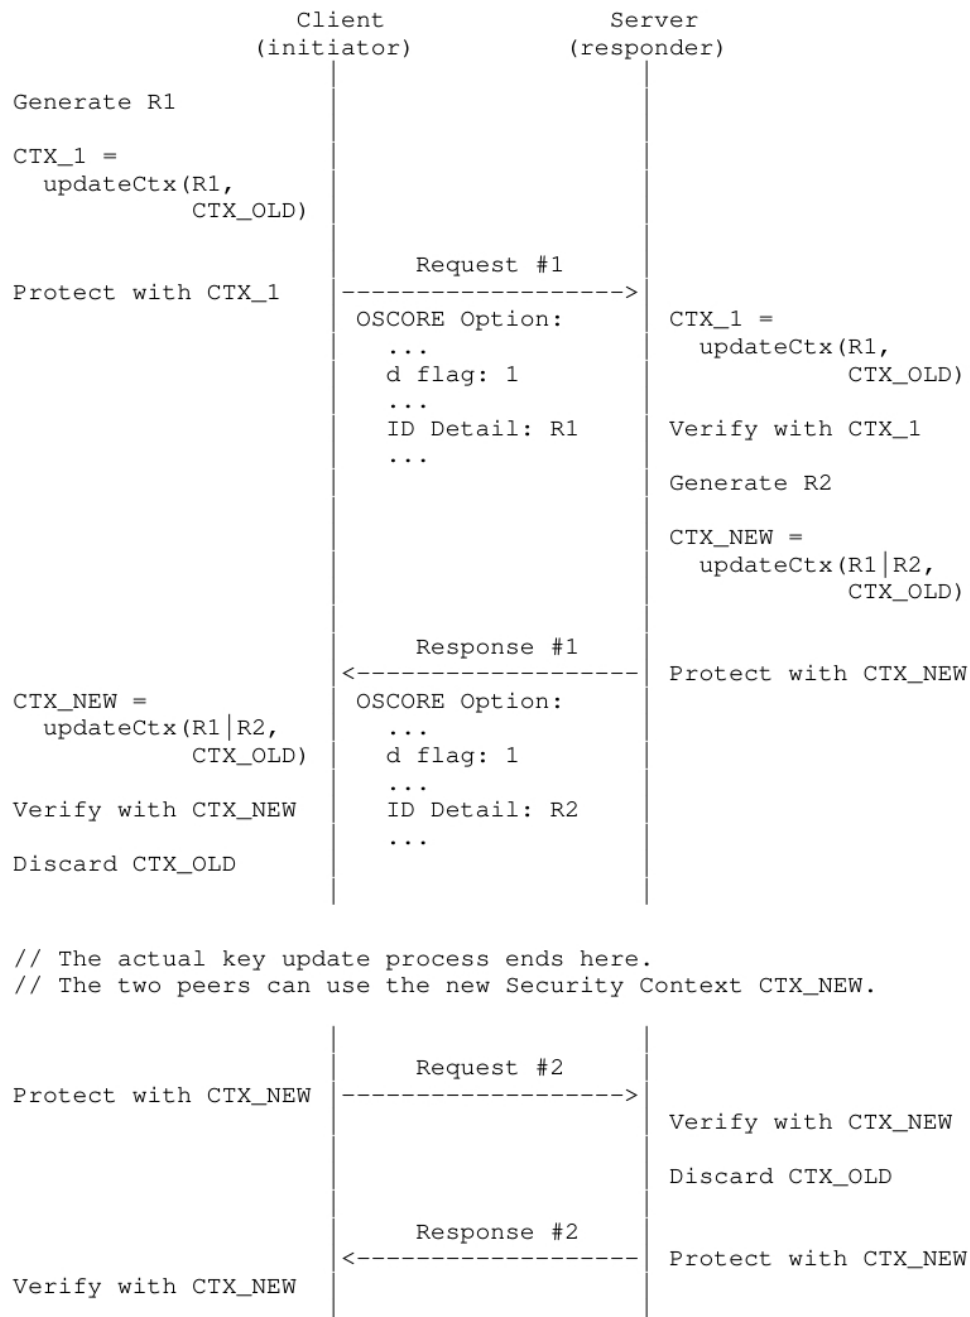 Client                Server
                (initiator)           (responder)
                     |                    |
Generate R1          |                    |
                     |                    |
CTX_1 =              |                    |
  updateCtx(R1,      |                    |
            CTX_OLD) |                    |
                     |                    |
                     |     Request #1     |
Protect with CTX_1   |------------------->|
                     | OSCORE Option:     | CTX_1 =
                     |   ...              |   updateCtx(R1,
                     |   d flag: 1        |             CTX_OLD)
                     |   ...              |
                     |   ID Detail: R1    | Verify with CTX_1
                     |   ...              |
                     |                    | Generate R2
                     |                    |
                     |                    | CTX_NEW =
                     |                    |   updateCtx(R1|R2,
                     |                    |             CTX_OLD)
                     |                    |
                     |     Response #1    |
                     |<-------------------| Protect with CTX_NEW
CTX_NEW =            | OSCORE Option:     |
  updateCtx(R1|R2,   |   ...              |
            CTX_OLD) |   d flag: 1        |
                     |   ...              |
Verify with CTX_NEW  |   ID Detail: R2    |
                     |   ...              |
Discard CTX_OLD      |                    |
                     |                    |

// The actual key update process ends here.
// The two peers can use the new Security Context CTX_NEW.

                     |                    |
                     |     Request #2     |
Protect with CTX_NEW |------------------->|
                     |                    | Verify with CTX_NEW
                     |                    |
                     |                    | Discard CTX_OLD
                     |                    |
                     |     Response #2    |
                     |<-------------------| Protect with CTX_NEW
Verify with CTX_NEW  |                    |
                     |                    |